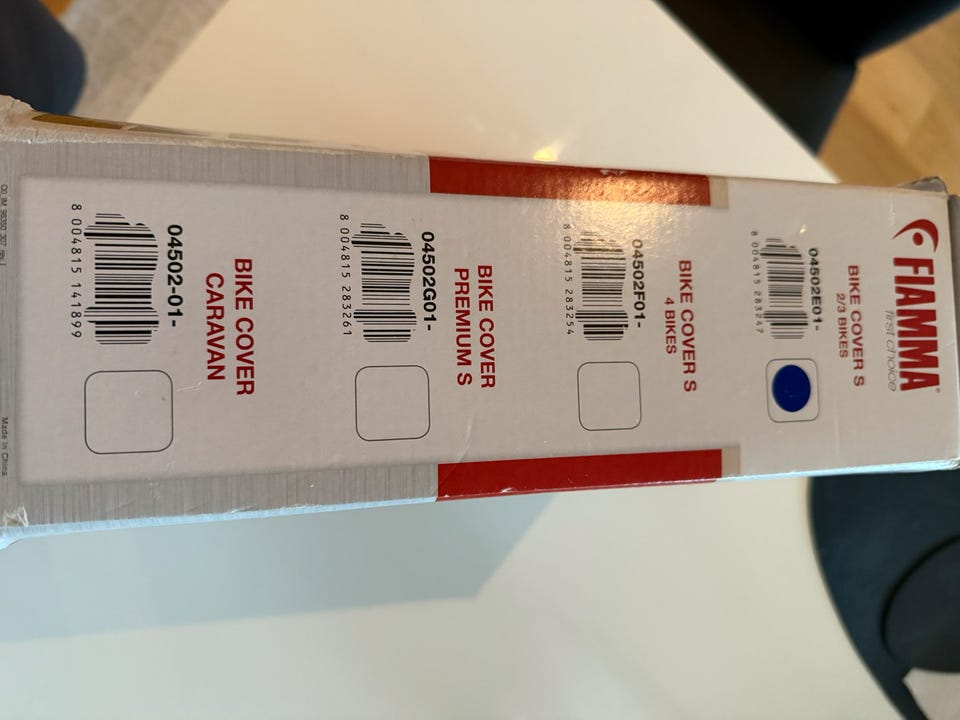 FIAMMA®
first choice
BIKE COVER S
2/3 BIKES
04502E01-
8 004815 283247
BIKE COVER S
4 BIKES
04502F01-
8 004815 283254
BIKE COVER
PREMIUM S
04502G01-
8 004815 283261
BIKE COVER
CARAVAN
04502-01-
8 004815 141899
Made in China